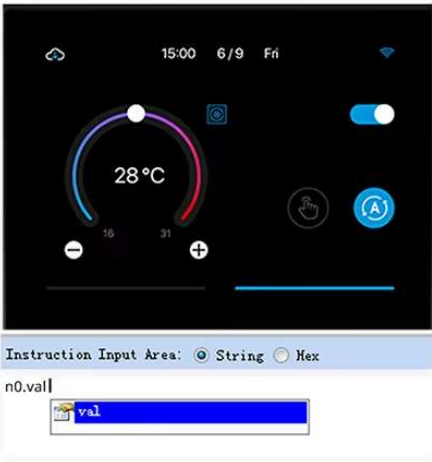 15:00 6/9 Fri
28°C
16 31
A
Instruction Input Area: String Hex
n0.val
val